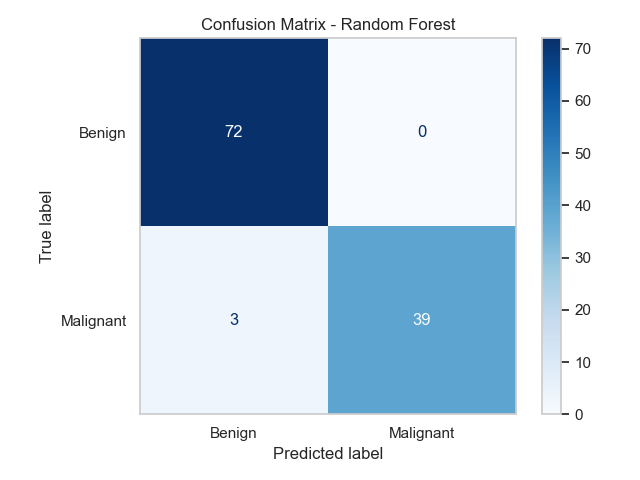 Confusion Matrix - Random Forest
True label
Benign
72
0
Malignant
3
39
Benign
Malignant
Predicted label
70
60
50
40
30
20
10
0